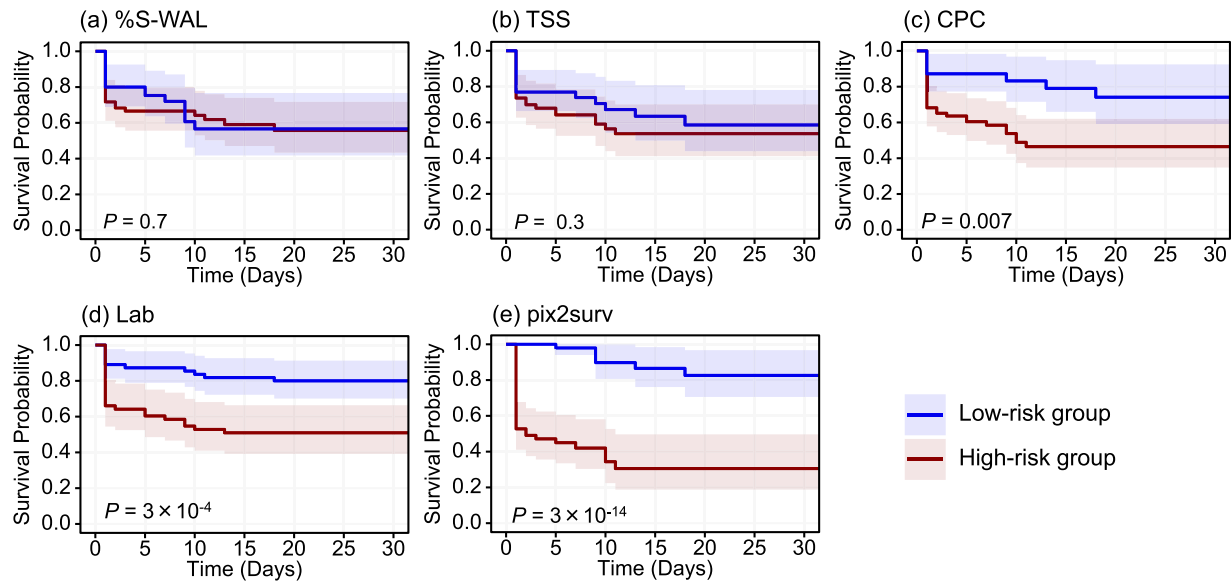 (a) %S-WAL
Survival Probability
1.0
0.8
0.6
0.4
0.2
0.0
P = 0.7
0 5 10 15 20 25 30
Time (Days)
(b) TSS
Survival Probability
1.0
0.8
0.6
0.4
0.2
0.0
P = 0.3
0 5 10 15 20 25 30
Time (Days)
(c) CPC
Survival Probability
1.0
0.8
0.6
0.4
0.2
0.0
P = 0.007
0 5 10 15 20 25 30
Time (Days)
(d) Lab
Survival Probability
1.0
0.8
0.6
0.4
0.2
0.0
P = 3 × 10-4
0 5 10 15 20 25 30
Time (Days)
(e) pix2surv
Survival Probability
1.0
0.8
0.6
0.4
0.2
0.0
P = 3 × 10-14
0 5 10 15 20 25 30
Time (Days)
Low-risk group
High-risk group